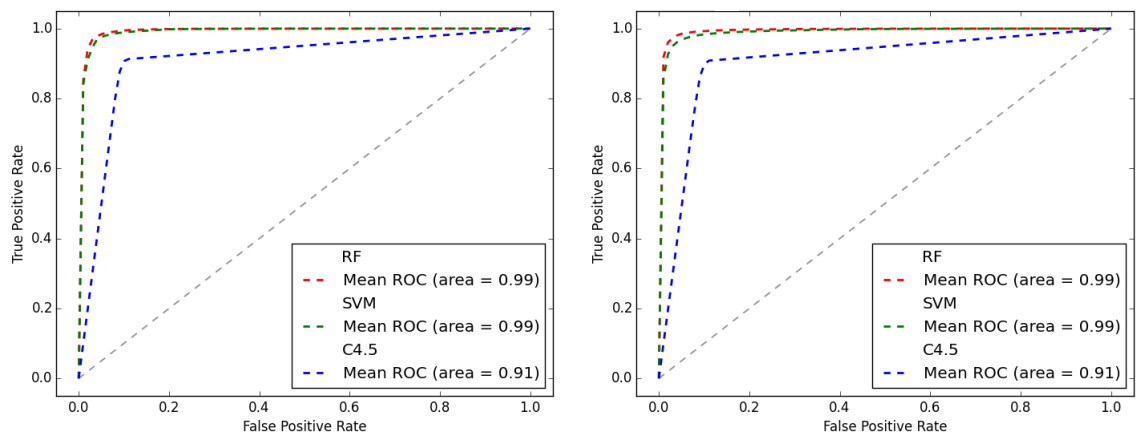 1.0
0.8
0.6
0.4
0.2
0.0
True Positive Rate
RF
Mean ROC (area = 0.99)
SVM
Mean ROC (area = 0.99)
C4.5
Mean ROC (area = 0.91)
0.0 0.2 0.4 0.6 0.8 1.0
False Positive Rate
1.0
0.8
0.6
0.4
0.2
0.0
True Positive Rate
RF
Mean ROC (area = 0.99)
SVM
Mean ROC (area = 0.99)
C4.5
Mean ROC (area = 0.91)
0.0 0.2 0.4 0.6 0.8 1.0
False Positive Rate